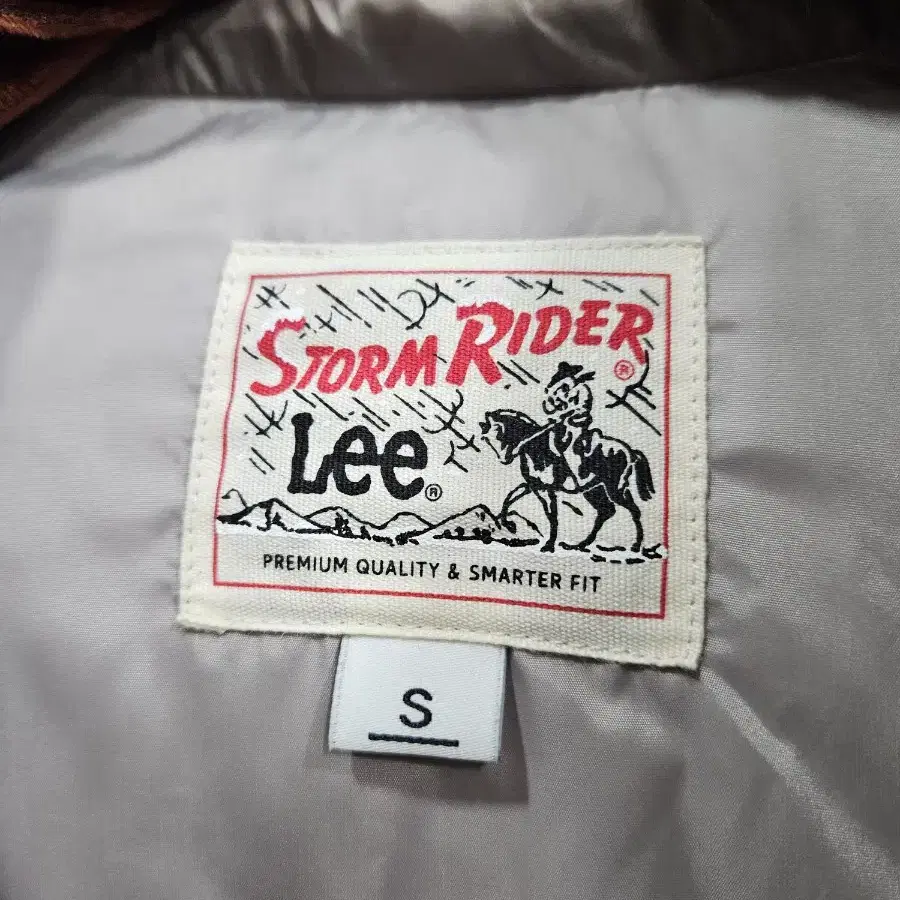 STORM RIDER ®
Lee ®
PREMIUM QUALITY & SMARTER FIT
S